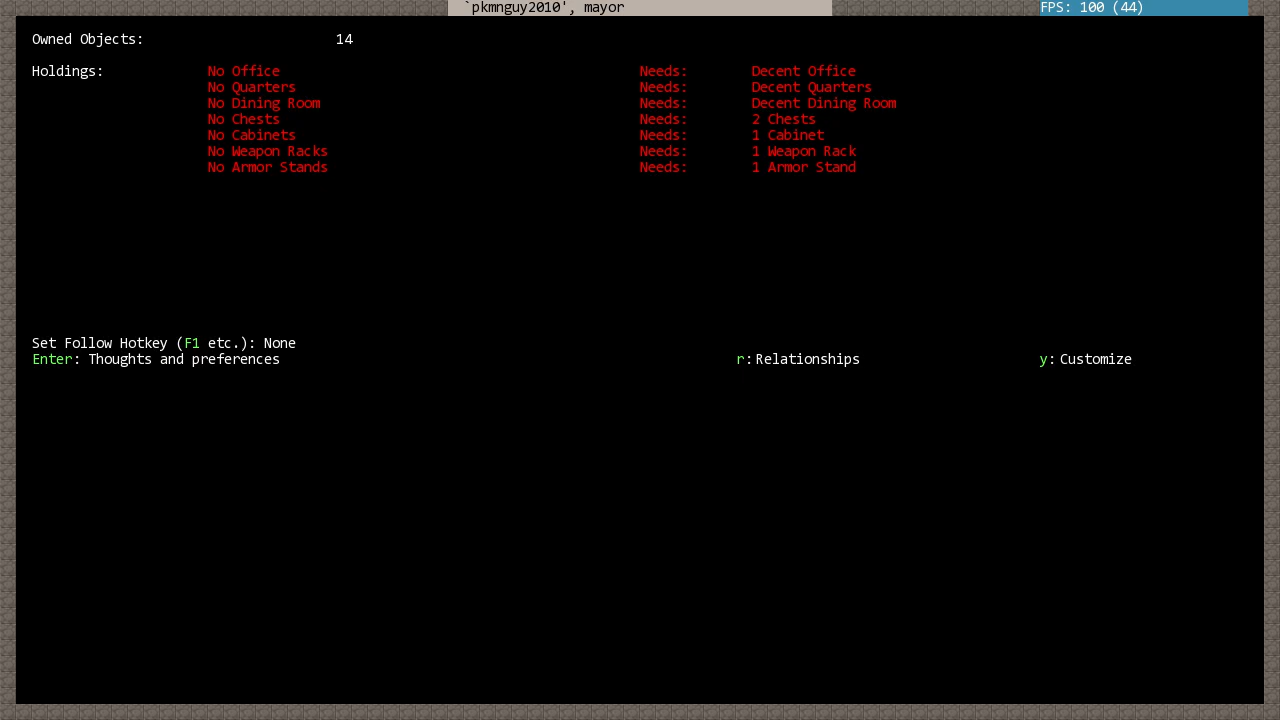 `pkmnguy2010', mayor FPS: 100 (44)
Owned Objects: 14
Holdings: No Office Needs: Decent Office
No Quarters Needs: Decent Quarters
No Dining Room Needs: Decent Dining Room
No Chests Needs: 2 Chests
No Cabinets Needs: 1 Cabinet
No Weapon Racks Needs: 1 Weapon Rack
No Armor Stands Needs: 1 Armor Stand
Set Follow Hotkey (F1 etc.): None
Enter: Thoughts and preferences r: Relationships y: Customize